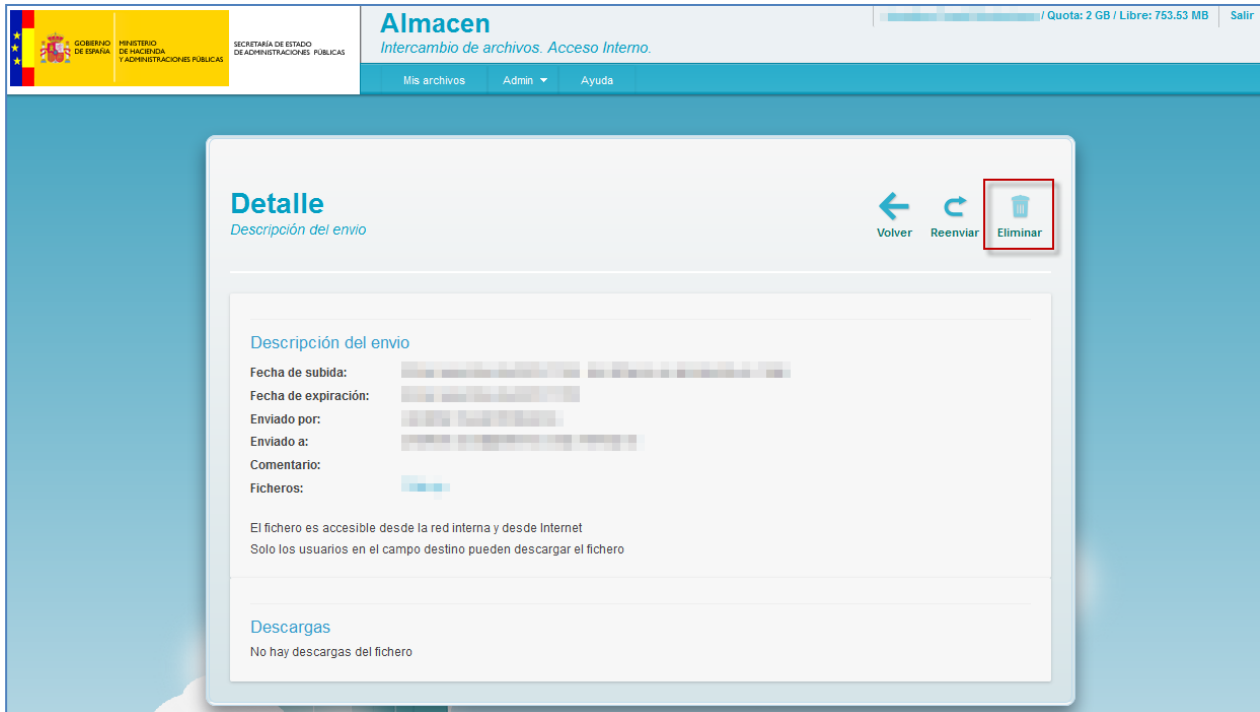 GOBIERNO DE ESPAÑA
MINISTERIO DE HACIENDA Y ADMINISTRACIONES PÚBLICAS
SECRETARÍA DE ESTADO DE ADMINISTRACIONES PÚBLICAS
Almacen
Intercambio de archivos. Acceso Interno.
/ Quota: 2 GB / Libre: 753.53 MB
Salir
Mis archivos Admin Ayuda
Detalle
Descripción del envio
Volver Reenviar Eliminar
Descripción del envio
Fecha de subida:
Fecha de expiración:
Enviado por:
Enviado a:
Comentario:
Ficheros:
El fichero es accesible desde la red interna y desde Internet
Solo los usuarios en el campo destino pueden descargar el fichero
Descargas
No hay descargas del fichero